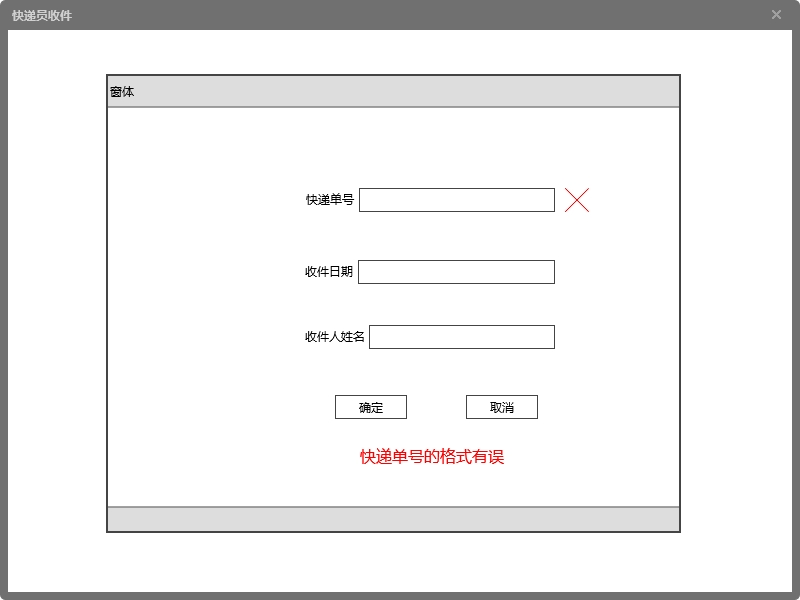 快递员收件
窗体
快递单号
收件日期
收件人姓名
确定 取消
快递单号的格式有误